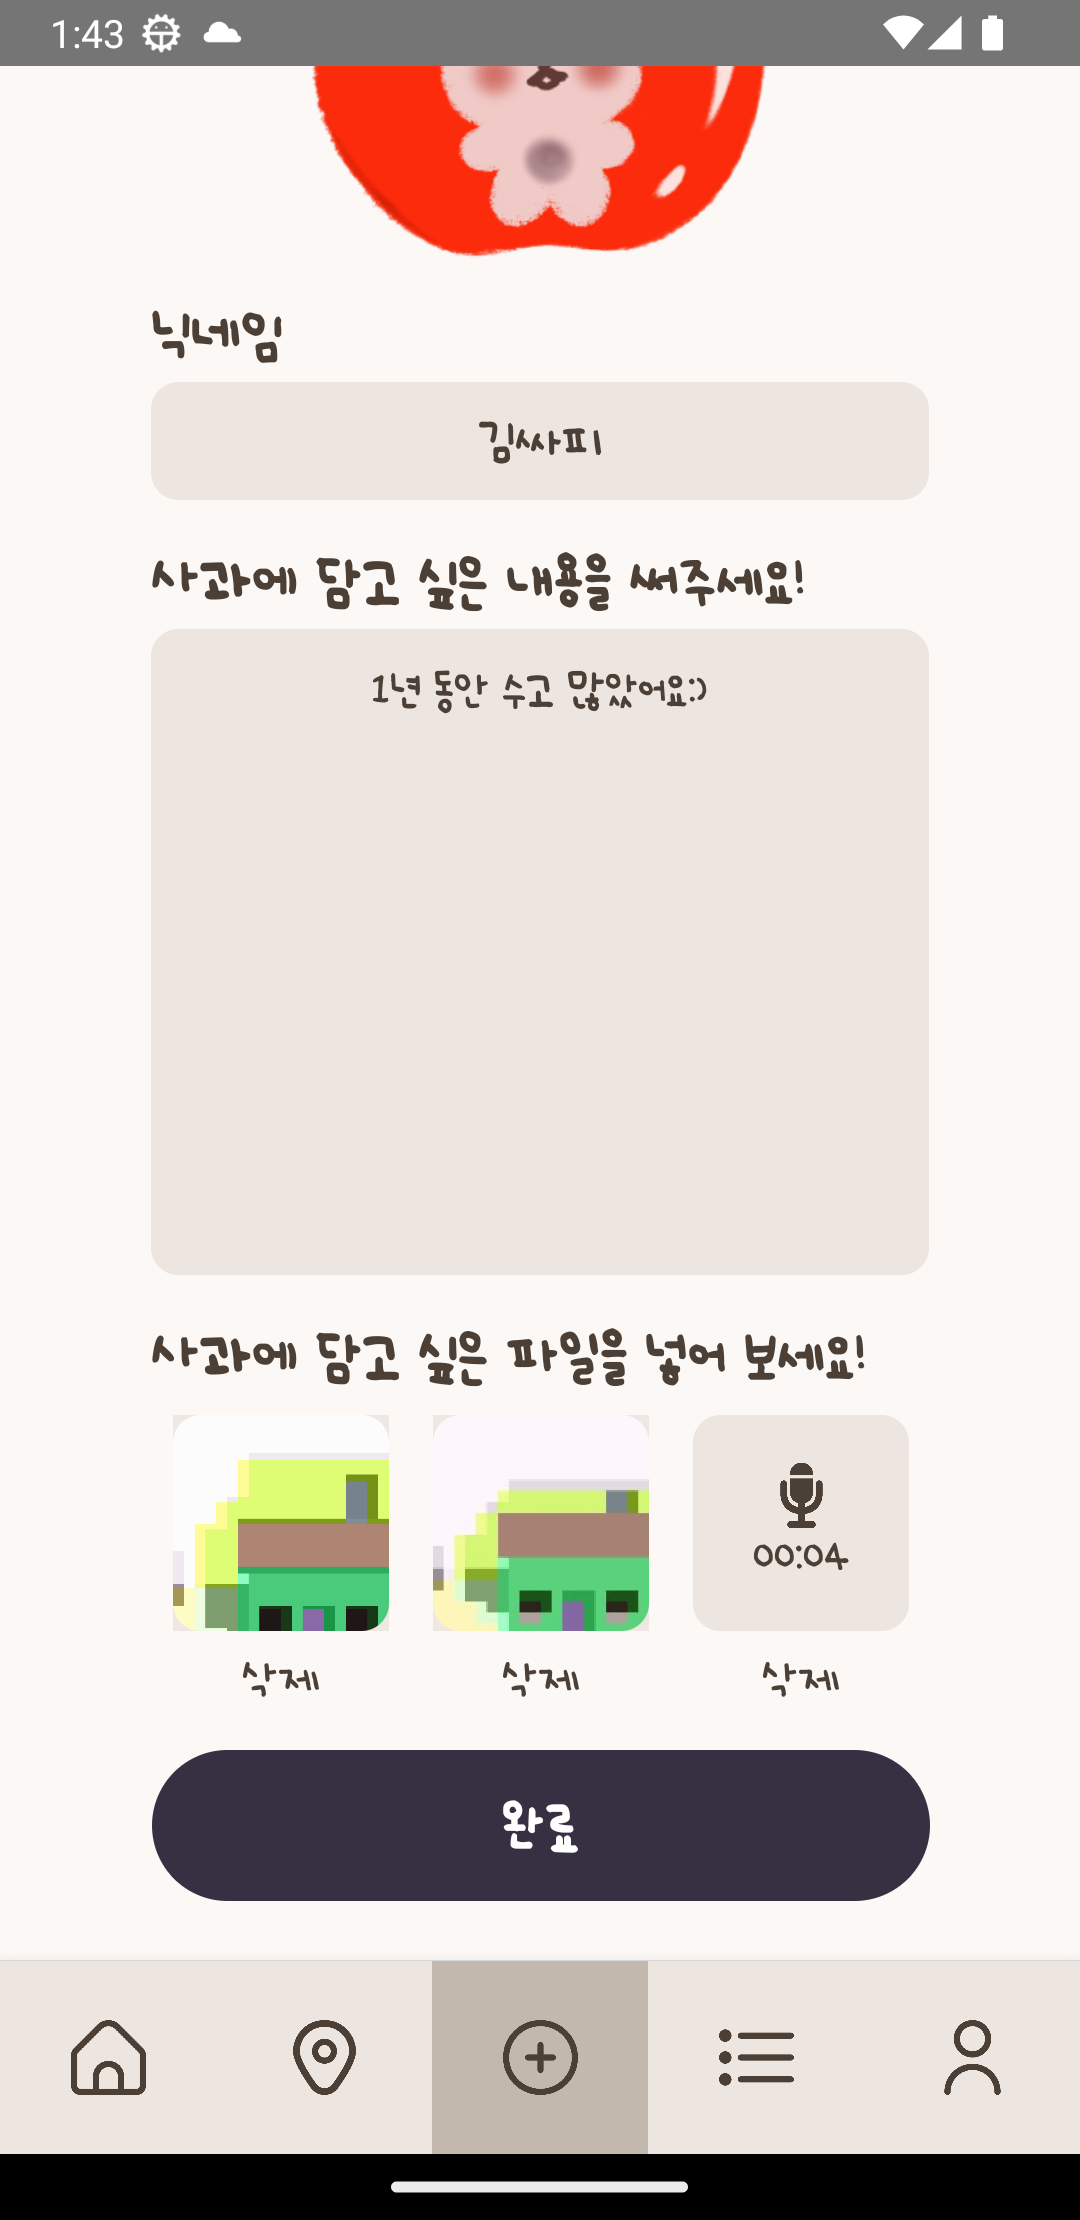 1:43
닉네임
김싸피
사과에 담고 싶은 내용을 써주세요!
1년 동안 수고 많았어요:)
사과에 담고 싶은 파일을 넣어 보세요!
00:04
삭제 삭제 삭제
완료